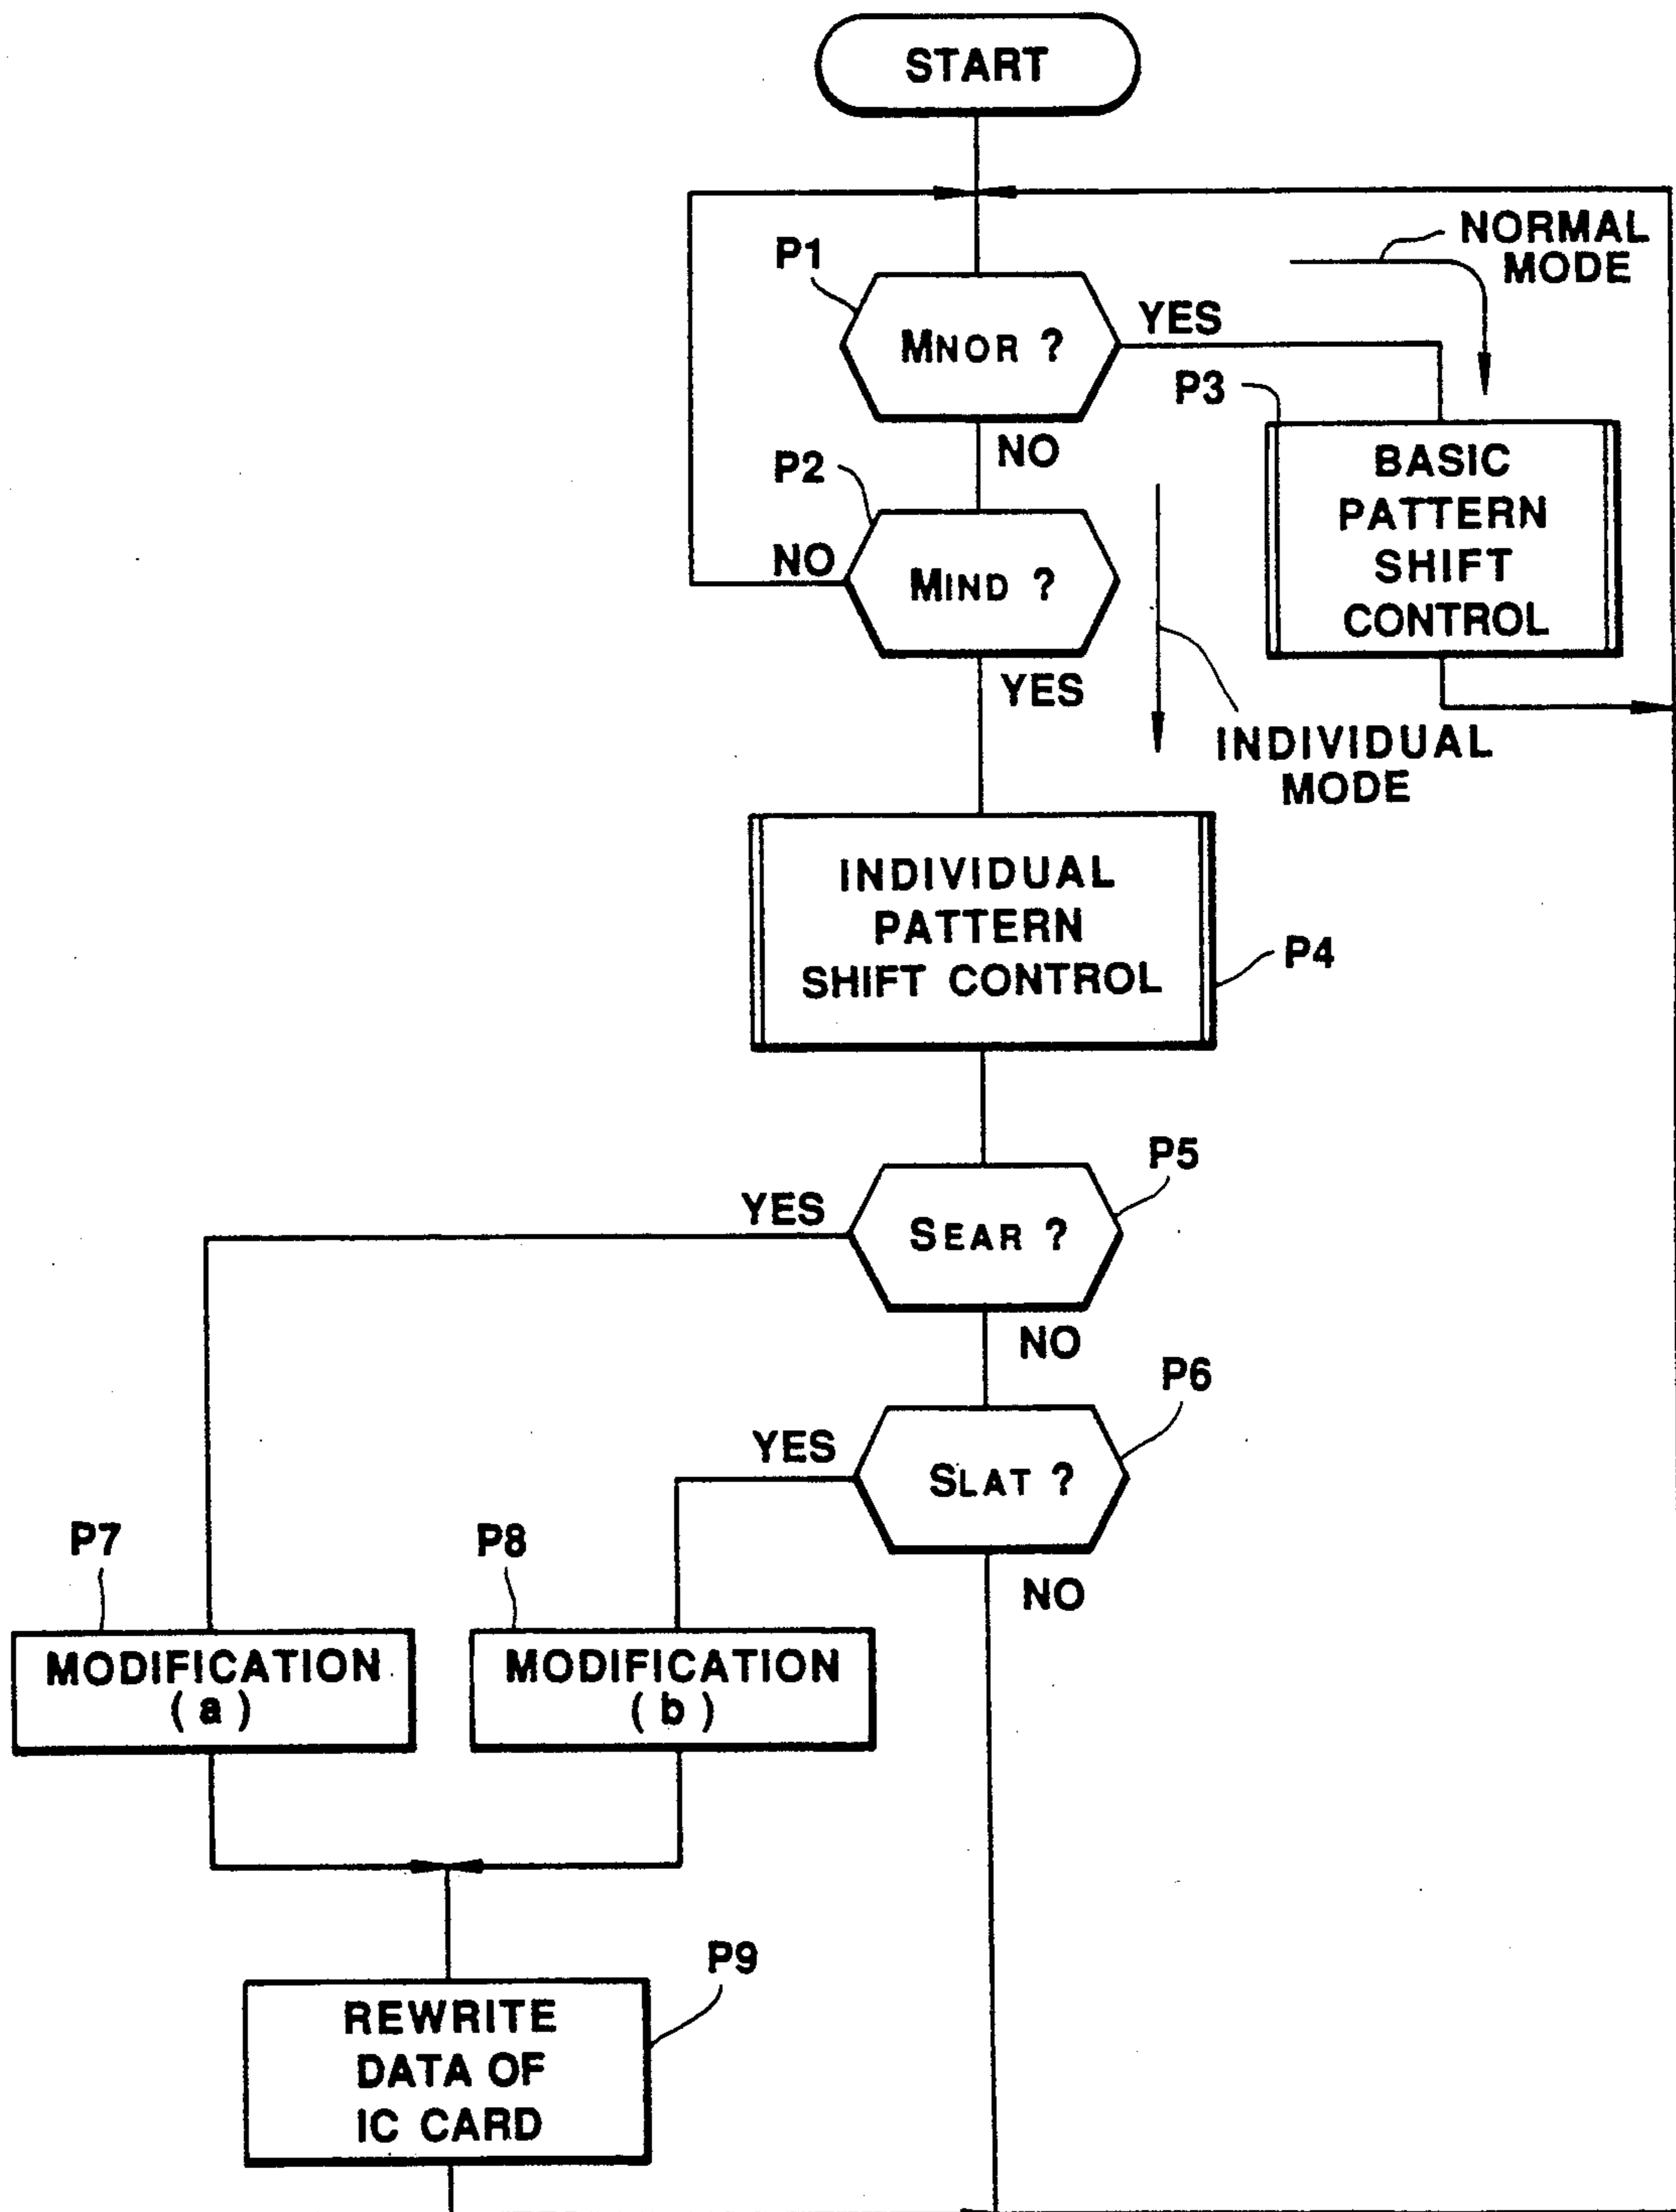 START
NORMAL
MODE
P1
MNOR ?
YES
P3
NO
P2
BASIC
PATTERN
SHIFT
CONTROL
NO
MIND ?
YES
INDIVIDUAL
MODE
INDIVIDUAL
PATTERN
SHIFT CONTROL
P4
P5
YES
SEAR ?
NO
P6
YES
SLAT ?
P7
P8
NO
MODIFICATION
(a)
MODIFICATION
(b)
P9
REWRITE
DATA OF
IC CARD